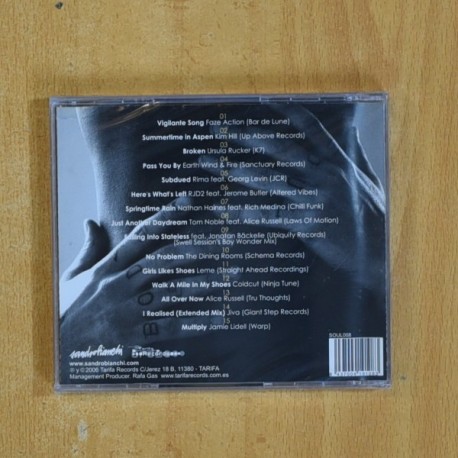 01
Vigilante Song Faze Action (Bar de Lune)
02
Summertime in Aspen Kim Hill (Up Above Records)
03
Broken Ursula Rucker (K7)
04
Pass You By Earth Wind & Fire (Sanctuary Records)
05
Subdued Rima feat. Georg Levin (JCR)
06
Here's What's Left RJD2 feat. Jerome Butler (Altered Vibes)
07
Springtime Rain Nathan Haines feat. Rich Medina (Chilli Funk)
08
Just Another Daydream Tom Noble feat. Alice Russell (Laws Of Motion)
09
Falling Into Stateless feat. Jonatan Bäckelie (Ubiquity Records)
(Swell Session's Boy Wonder Mix)
No Problem The Dining Rooms (Schema Records)
11
Girls Likes Shoes Leme (Straight Ahead Recordings)
12
Walk A Mile In My Shoes Coldcut (Ninja Tune)
13
All Over Now Alice Russell (Tru Thoughts)
14
I Realised (Extended Mix) Jiva (Giant Step Records)
15
Multiply Jamie Lidell (Warp)
sandro bianchi
www.sandrobianchi.com
℗ y © 2006 Tarifa Records C/Jerez 18 B, 11380 - TARIFA
Management Producer. Rafa Gas www.tarifarecords.com.es